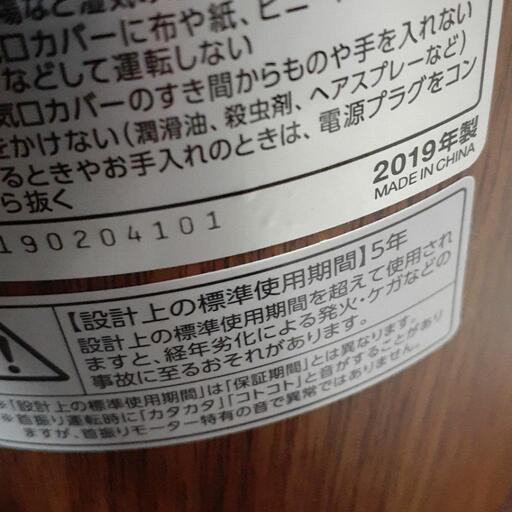 場など湿気の
気口カバーに布や紙、ビニー
などして運転しない
気口カバーのすき間からものや手を入れない
をかけない(潤滑油、殺虫剤、ヘアスプレーなど)
るときやお手入れのときは、電源プラグをコン
ら抜く
2019年製
MADE IN CHINA
190204101
【設計上の標準使用期間】5年
設計上の標準使用期間を超えて使用され
ますと、経年劣化による発火・ケガなどの
事故に至るおそれがあります。
※「設計上の標準使用期間」は「保証期間」とは異なります。
※首振り運転時に「カタカタ」「コトコト」と音がすることがあり
ますが、首振りモーター特有の音で異常ではありません。